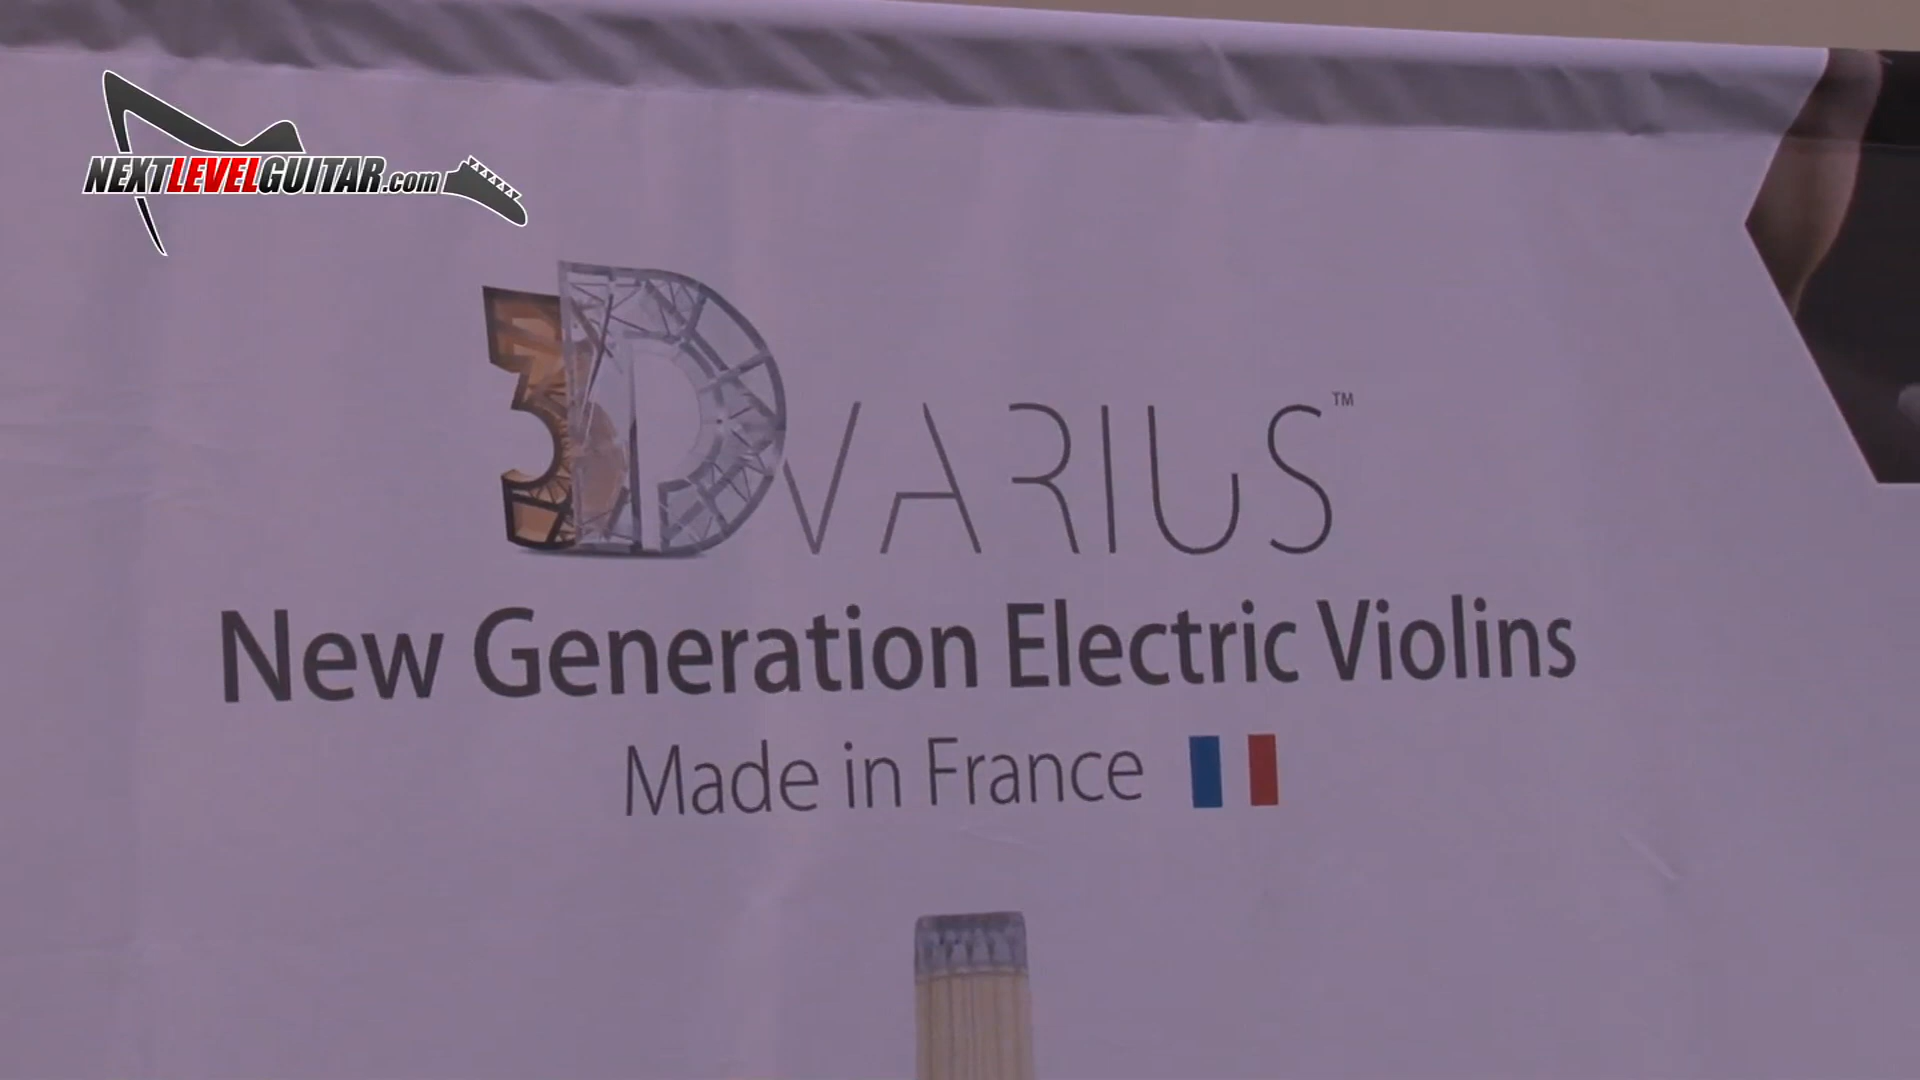 NEXTLEVELGUITAR.com
3DVARIUS™
New Generation Electric Violins
Made in France